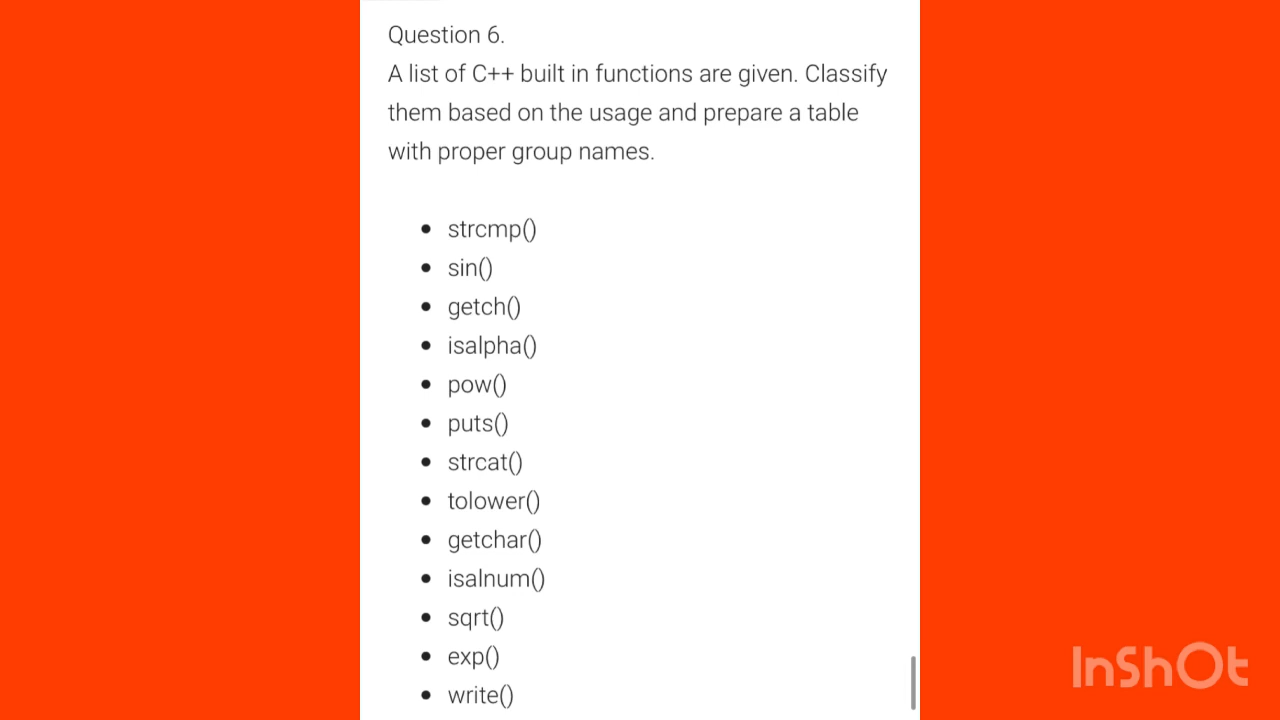 Question 6.
A list of C++ built in functions are given. Classify
them based on the usage and prepare a table
with proper group names.
• strcmp()
• sin()
• getch()
• isalpha()
• pow()
• puts()
• strcat()
• tolower()
• getchar()
• isalnum()
• sqrt()
• exp()
• write()
InShOt